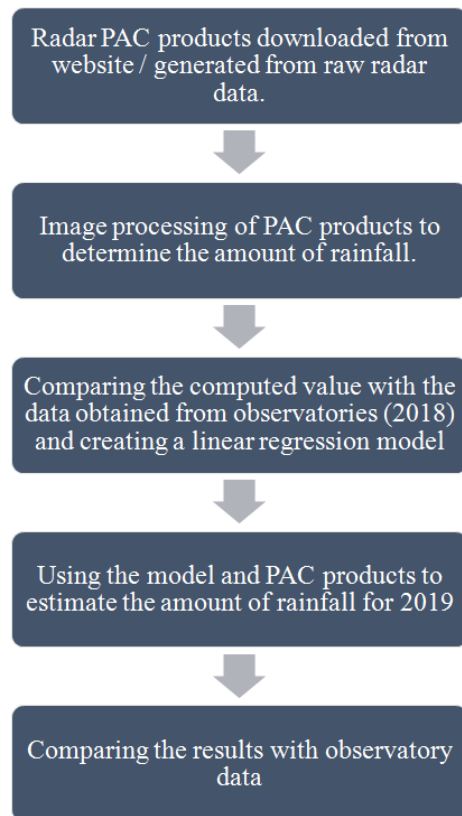 Radar PAC products downloaded from
website / generated from raw radar
data.
Image processing of PAC products to
determine the amount of rainfall.
Comparing the computed value with the
data obtained from observatories (2018)
and creating a linear regression model
Using the model and PAC products to
estimate the amount of rainfall for 2019
Comparing the results with observatory
data